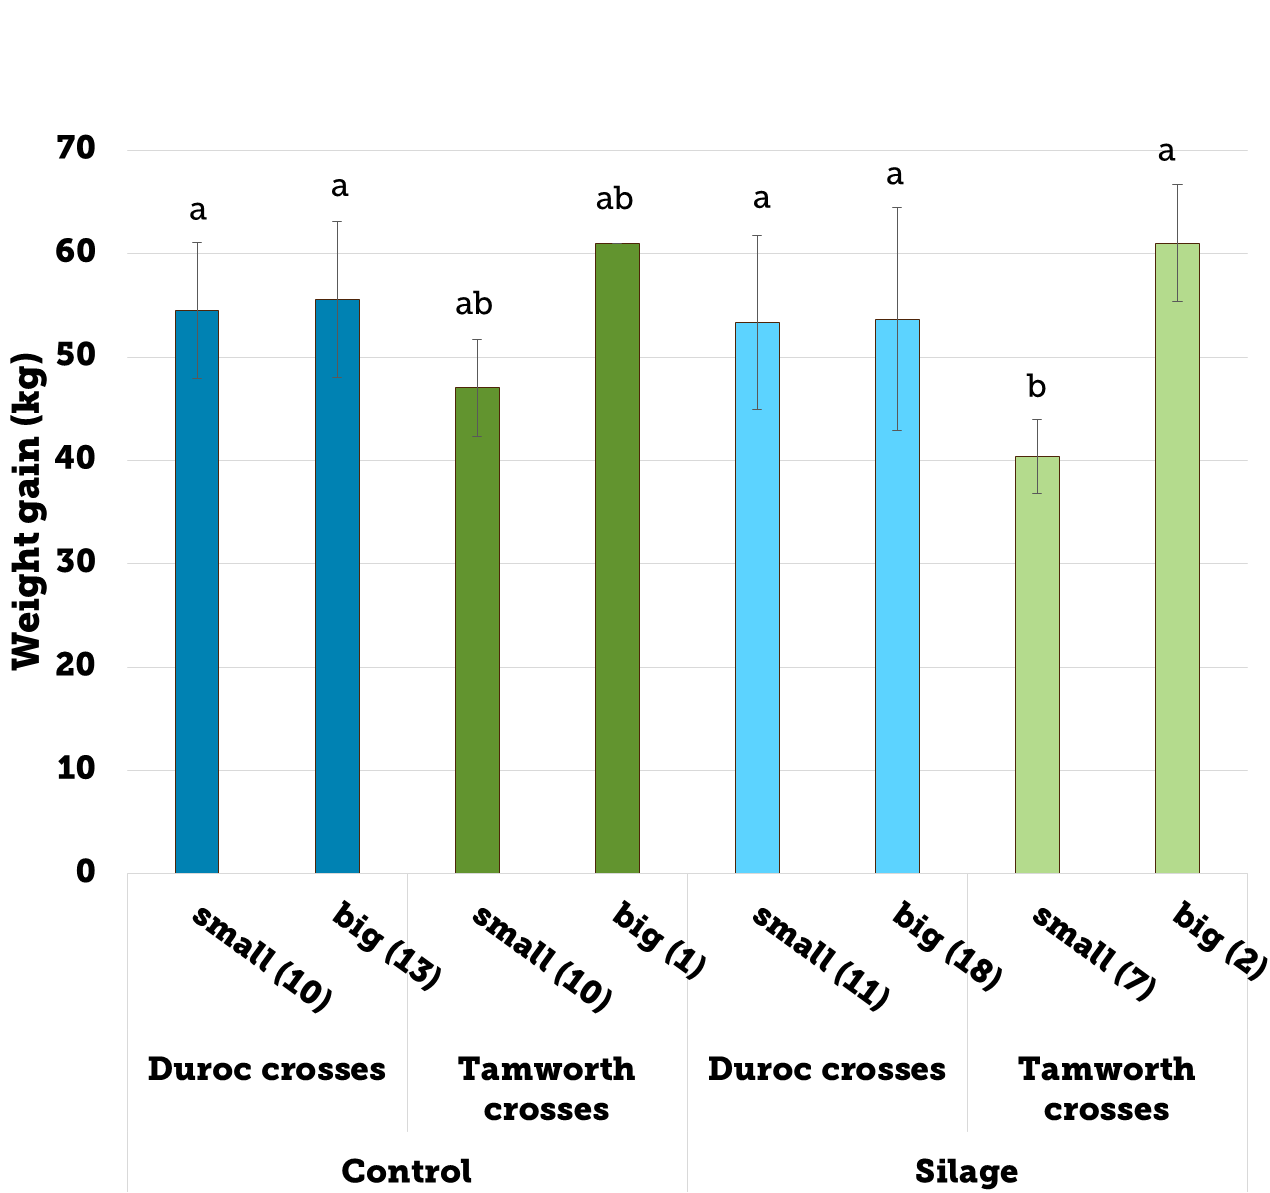 Weight gain (kg)
70
60
50
40
30
20
10
0
a
a
ab
ab
a
a
b
a
small (10)
big (13)
small (10)
big (1)
small (11)
big (18)
small (7)
big (2)
Duroc crosses
Tamworth
crosses
Duroc crosses
Tamworth
crosses
Control
Silage